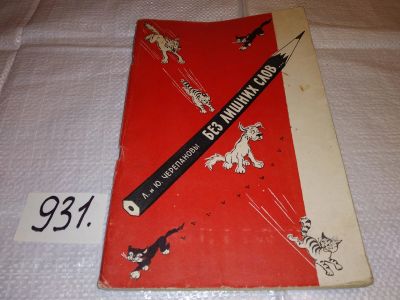 БЕЗ ЛИШНИХ СЛОВ
Л. и Ю. ЧЕРЕПАНОВЫ
931.